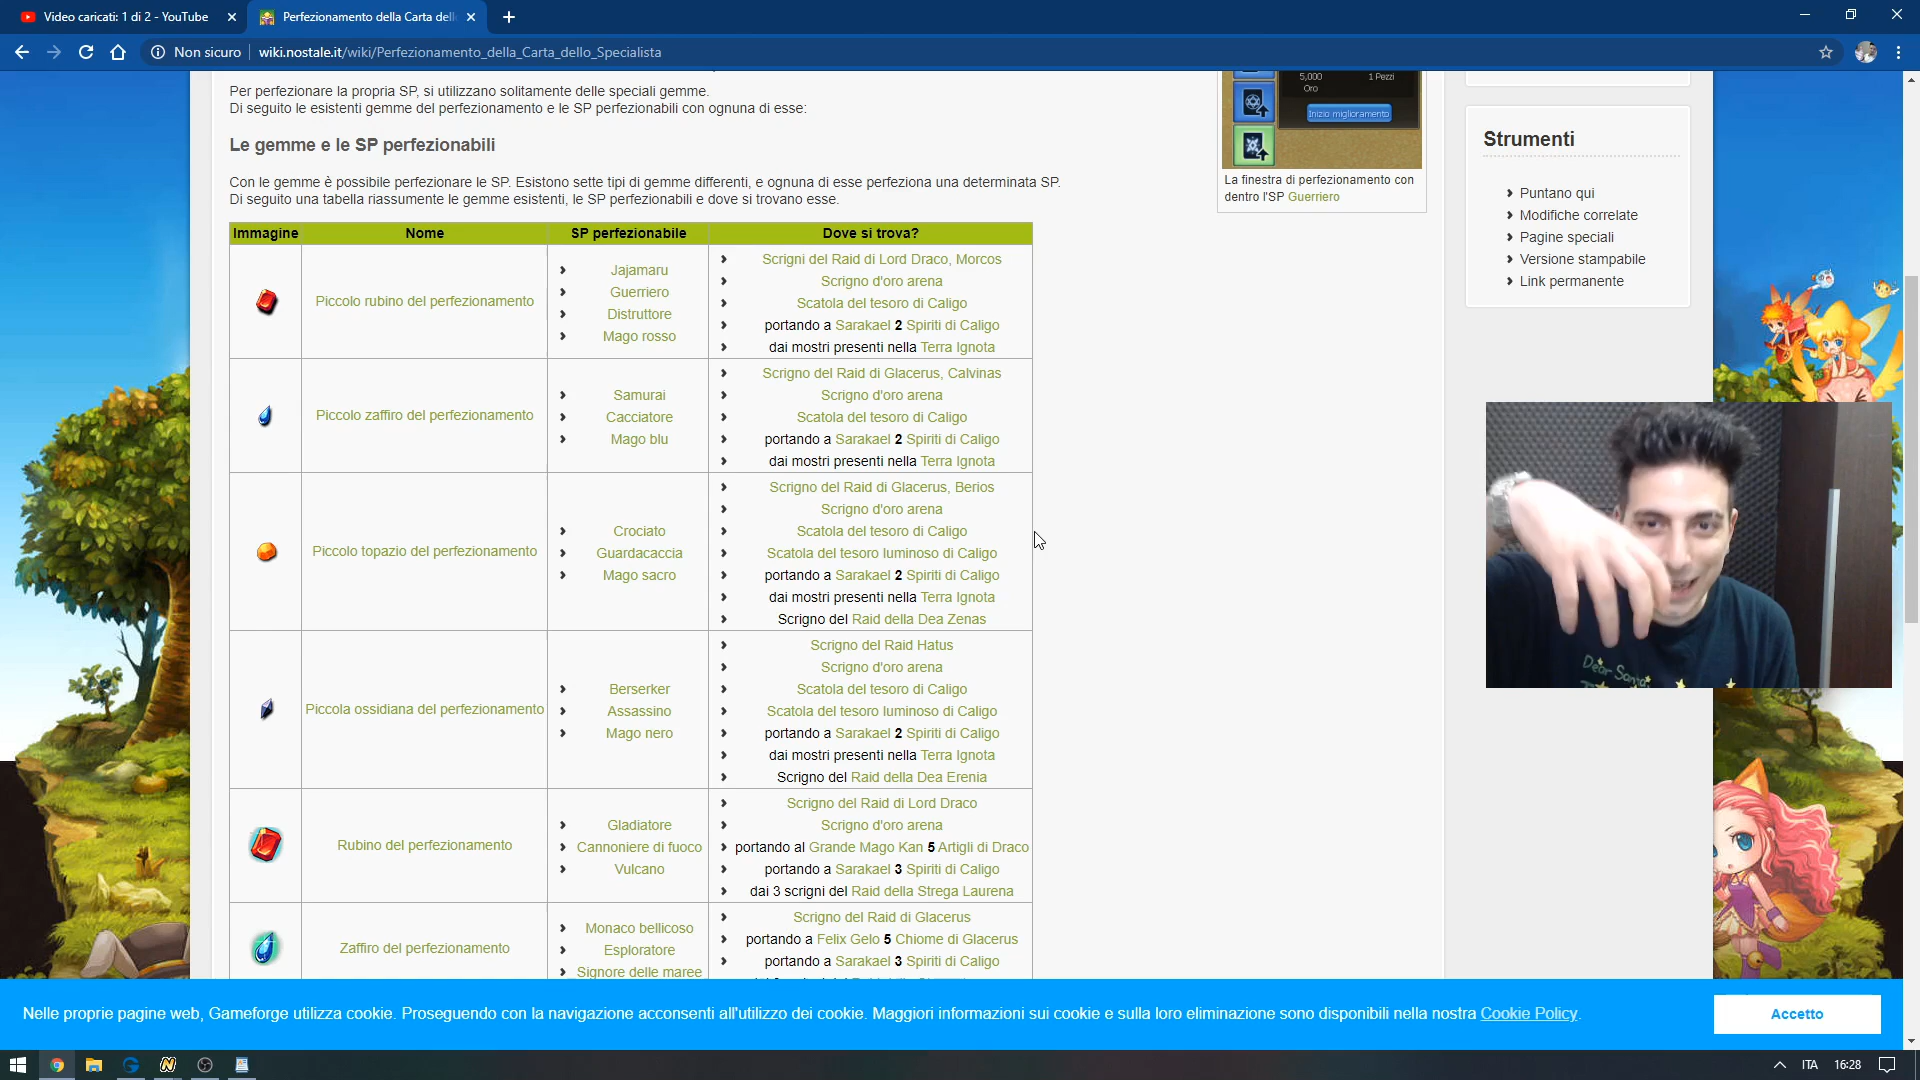 Video caricati: 1 di 2 - YouTube
Perfezionamento della Carta dell
Non sicuro
wiki.nostale.it/wiki/Perfezionamento_della_Carta_dello_Specialista
Per perfezionare la propria SP, si utilizzano solitamente delle speciali gemme.
Di seguito le esistenti gemme del perfezionamento e le SP perfezionabili con ognuna di esse:
Le gemme e le SP perfezionabili
Con le gemme è possibile perfezionare le SP. Esistono sette tipi di gemme differenti, e ognuna di esse perfeziona una determinata SP.
Di seguito una tabella riassumente le gemme esistenti, le SP perfezionabili e dove si trovano esse.
Immagine Nome SP perfezionabile Dove si trova?
Piccolo rubino del perfezionamento
Jajamaru
Guerriero
Distruttore
Mago rosso
Scrigni del Raid di Lord Draco, Morcos
Scrigno d'oro arena
Scatola del tesoro di Caligo
portando a Sarakael 2 Spiriti di Caligo
dai mostri presenti nella Terra Ignota
Piccolo zaffiro del perfezionamento
Samurai
Cacciatore
Mago blu
Scrigno del Raid di Glacerus, Calvinas
Scrigno d'oro arena
Scatola del tesoro di Caligo
portando a Sarakael 2 Spiriti di Caligo
dai mostri presenti nella Terra Ignota
Piccolo topazio del perfezionamento
Crociato
Guardacaccia
Mago sacro
Scrigno del Raid di Glacerus, Berios
Scrigno d'oro arena
Scatola del tesoro di Caligo
Scatola del tesoro luminoso di Caligo
portando a Sarakael 2 Spiriti di Caligo
dai mostri presenti nella Terra Ignota
Scrigno del Raid della Dea Zenas
Piccola ossidiana del perfezionamento
Berserker
Assassino
Mago nero
Scrigno del Raid Hatus
Scrigno d'oro arena
Scatola del tesoro di Caligo
Scatola del tesoro luminoso di Caligo
portando a Sarakael 2 Spiriti di Caligo
dai mostri presenti nella Terra Ignota
Scrigno del Raid della Dea Erenia
Rubino del perfezionamento
Gladiatore
Cannoniere di fuoco
Vulcano
Scrigno del Raid di Lord Draco
Scrigno d'oro arena
portando al Grande Mago Kan 5 Artigli di Draco
portando a Sarakael 3 Spiriti di Caligo
dai 3 scrigni del Raid della Strega Laurena
Zaffiro del perfezionamento
Monaco bellicoso
Esploratore
Signore delle maree
Scrigno del Raid di Glacerus
portando a Felix Gelo 5 Chiome di Glacerus
portando a Sarakael 3 Spiriti di Caligo
5,000 1 Pezzi
Oro
Inizio miglioramento
La finestra di perfezionamento con
dentro l'SP Guerriero
Strumenti
Puntano qui
Modifiche correlate
Pagine speciali
Versione stampabile
Link permanente
Dear Santa,
Nelle proprie pagine web, Gameforge utilizza cookie. Proseguendo con la navigazione acconsenti all'utilizzo dei cookie. Maggiori informazioni sui cookie e sulla loro eliminazione sono disponibili nella nostra Cookie Policy.
Accetto
ITA 16:28